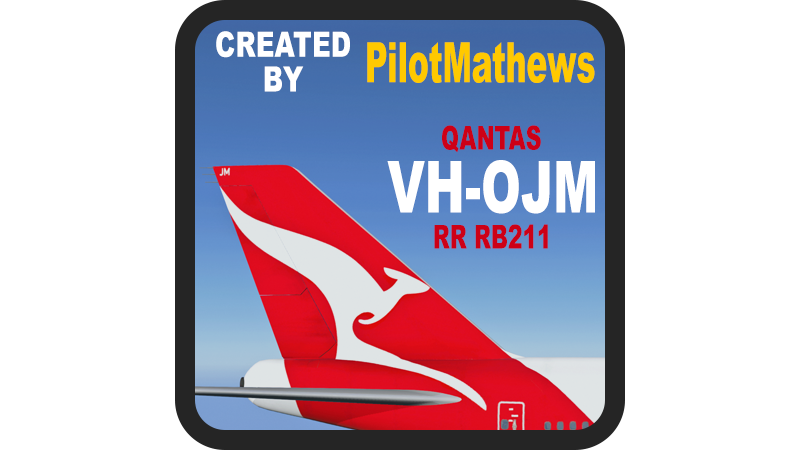 CREATED
BY
PilotMathews
QANTAS
VH-OJM
RR RB211
JM